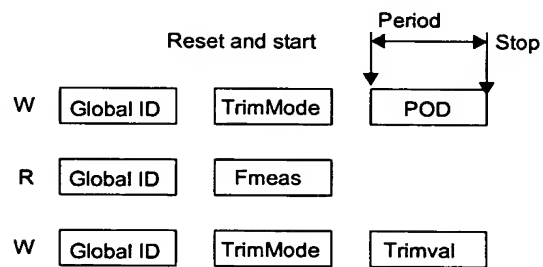 Period
Reset and start Stop
W Global ID TrimMode POD
R Global ID Fmeas
W Global ID TrimMode Trimval